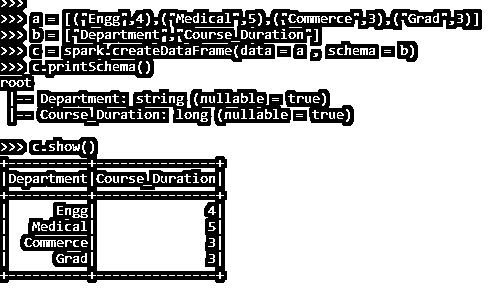 >>>
>>> a = [("Engg",4),("Medical",5),("Commerce",3),("Grad",3)]
>>> b = ["Department","Course_Duration"]
>>> c = spark.createDataFrame(data = a , schema = b)
>>> c.printSchema()
root
 |-- Department: string (nullable = true)
 |-- Course_Duration: long (nullable = true)
>>> c.show()
+----------+---------------+
|Department|Course_Duration|
+----------+---------------+
|      Engg|              4|
|   Medical|              5|
|  Commerce|              3|
|      Grad|              3|
+----------+---------------+